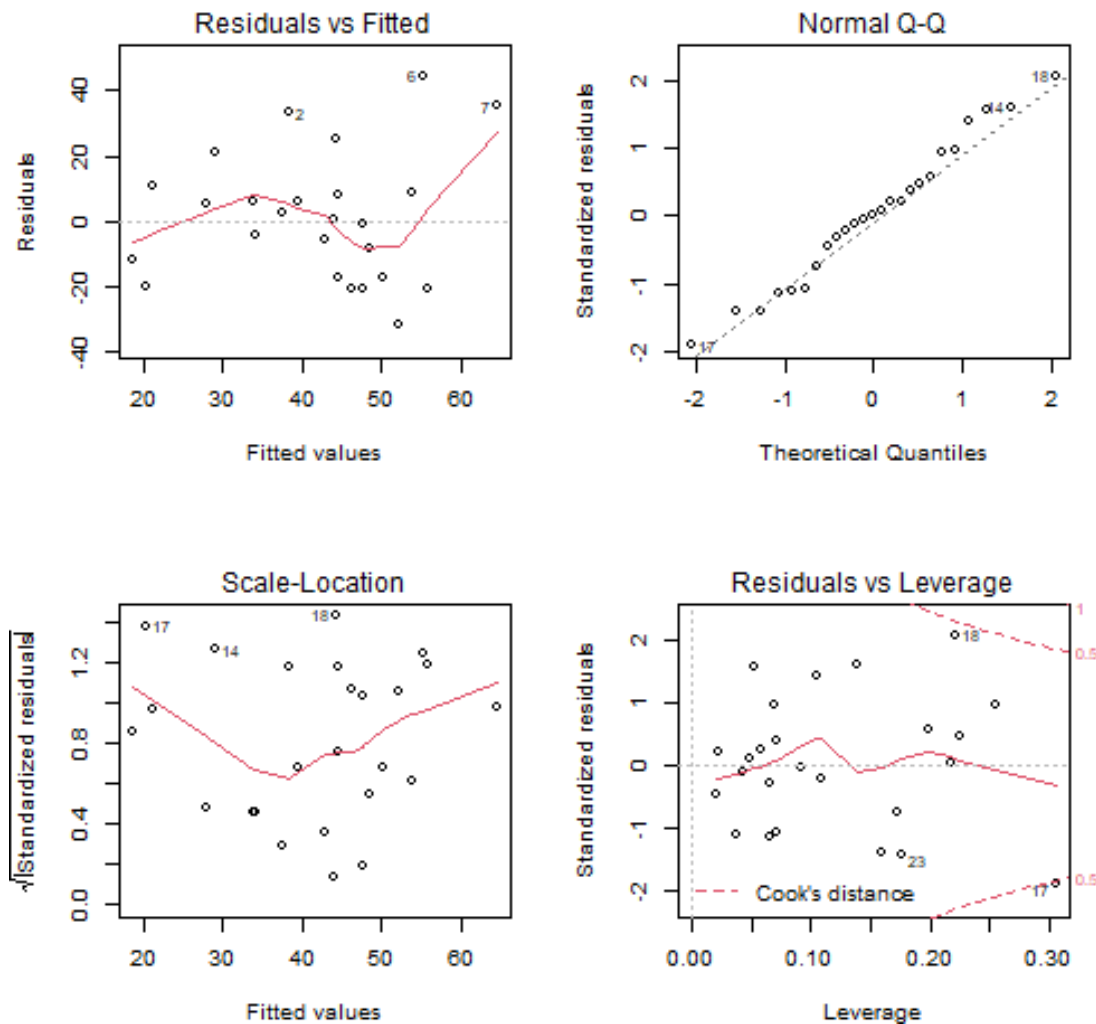 Residuals vs Fitted
Residuals
40
20
0
-20
-40
6
7
2
20 30 40 50 60
Fitted values
Normal Q-Q
Standardized residuals
2
1
0
-1
-2
18
14
17
-2 -1 0 1 2
Theoretical Quantiles
Scale-Location
√|Standardized residuals|
1.2
0.8
0.4
0.0
17
18
14
20 30 40 50 60
Fitted values
Residuals vs Leverage
Standardized residuals
2
1
0
-1
-2
1
18
0.5
23
0.5
17
Cook's distance
0.00 0.10 0.20 0.30
Leverage